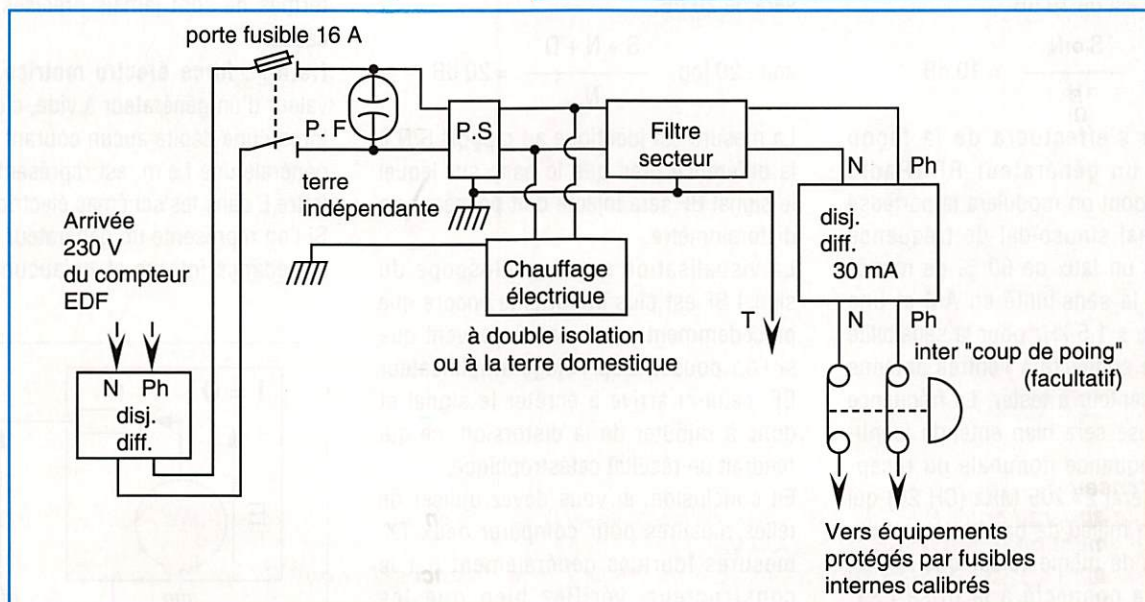 porte fusible 16 A
P. F
P.S
Filtre
secteur
terre
indépendante
N Ph
disj.
diff.
30 mA
Arrivée
230 V
du compteur
EDF
Chauffage
électrique
à double isolation
ou à la terre domestique
T
N Ph
inter "coup de poing"
(facultatif)
N Ph
disj.
diff.
Vers équipements
protégés par fusibles
internes calibrés